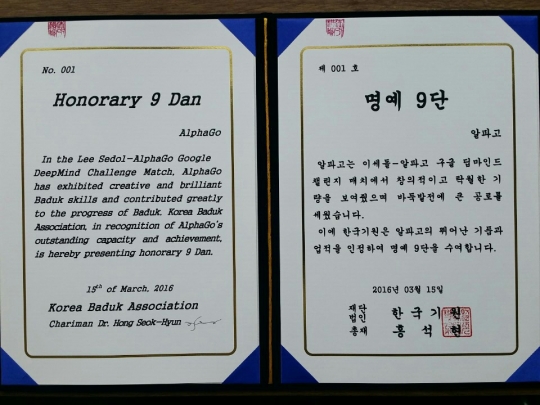 No. 001
Honorary 9 Dan
AlphaGo
In the Lee Sedol-AlphaGo Google
DeepMind Challenge Match, AlphaGo
has exhibited creative and brilliant
Baduk skills and contributed greatly
to the progress of Baduk. Korea Baduk
Association, in recognition of AlphaGo's
outstanding capacity and achievement,
is hereby presenting honorary 9 Dan.
15th of March, 2016
Korea Baduk Association
Chariman Dr. Hong Seok-Hyun
제 001 호
명예 9단
알파고
알파고는 이세돌-알파고 구글 딥마인드
챌린지 매치에서 창의적이고 탁월한 기
량을 보여줬으며 바둑발전에 큰 공로를
세웠습니다.
이에 한국기원은 알파고의 뛰어난 기량과
업적을 인정하여 명예 9단을 수여합니다.
2016년 03월 15일
재단법인 한국기원
총재 홍석현